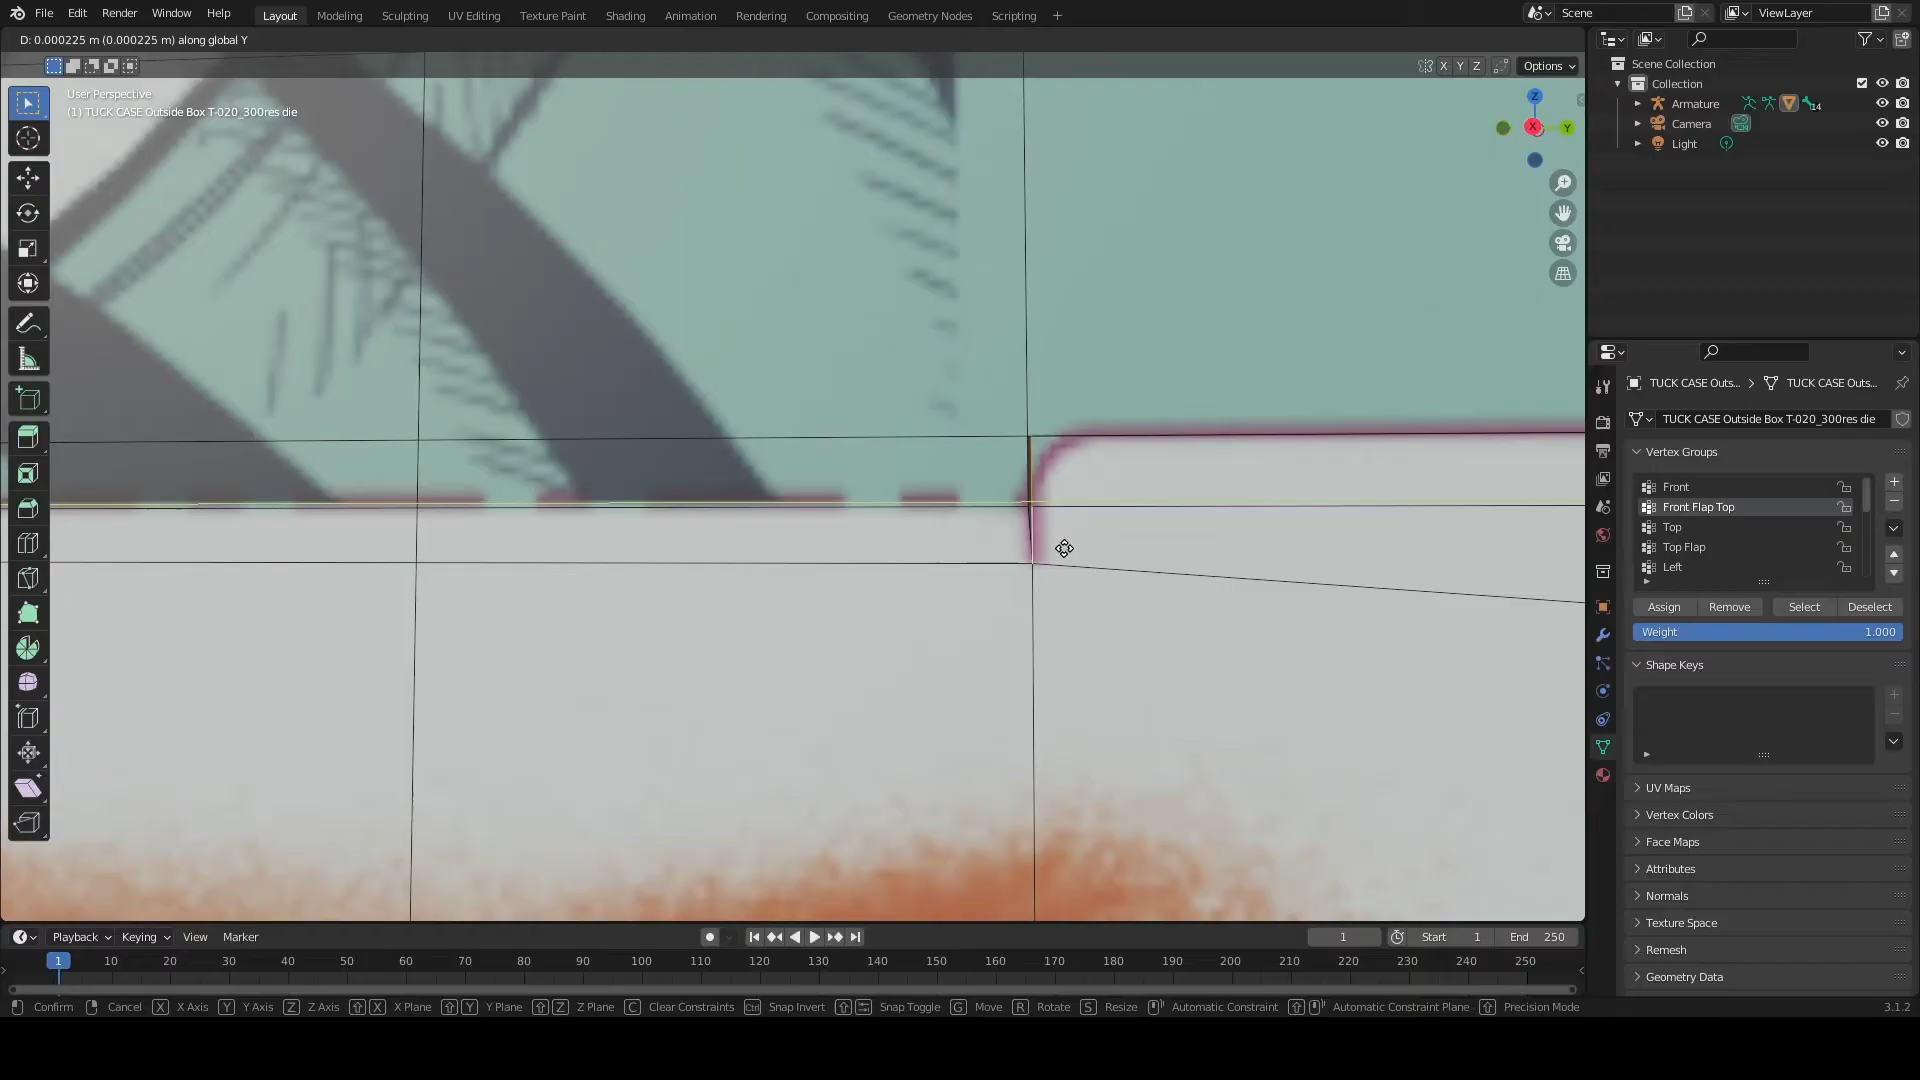 File Edit Render Window Help
Layout Modeling Sculpting UV Editing Texture Paint Shading Animation Rendering Compositing Geometry Nodes Scripting +
Scene
ViewLayer
D: 0.000225 m (0.000225 m) along global Y
X Y Z
Options
User Perspective
(1) TUCK CASE Outside Box T-020_300res die
Z
X
Y
Scene Collection
Collection
Armature
14
Camera
Light
TUCK CASE Outs... > TUCK CASE Outs...
TUCK CASE Outside Box T-020_300res die
Vertex Groups
Front
Front Flap Top
Top
Top Flap
Left
Assign Remove Select Deselect
Weight 1.000
Shape Keys
UV Maps
Vertex Colors
Face Maps
Attributes
Normals
Texture Space
Remesh
Geometry Data
Playback Keying View Marker
1 Start 1 End 250
1 10 20 30 40 50 60 70 80 90 100 110 120 130 140 150 160 170 180 190 200 210 220 230 240 250
Confirm Cancel X X Axis Y Y Axis Z Z Axis X X Plane Y Y Plane Z Z Plane C Clear Constraints Ctrl Snap Invert Snap Toggle G Move R Rotate S Resize Automatic Constraint Automatic Constraint Plane Precision Mode 3.1.2